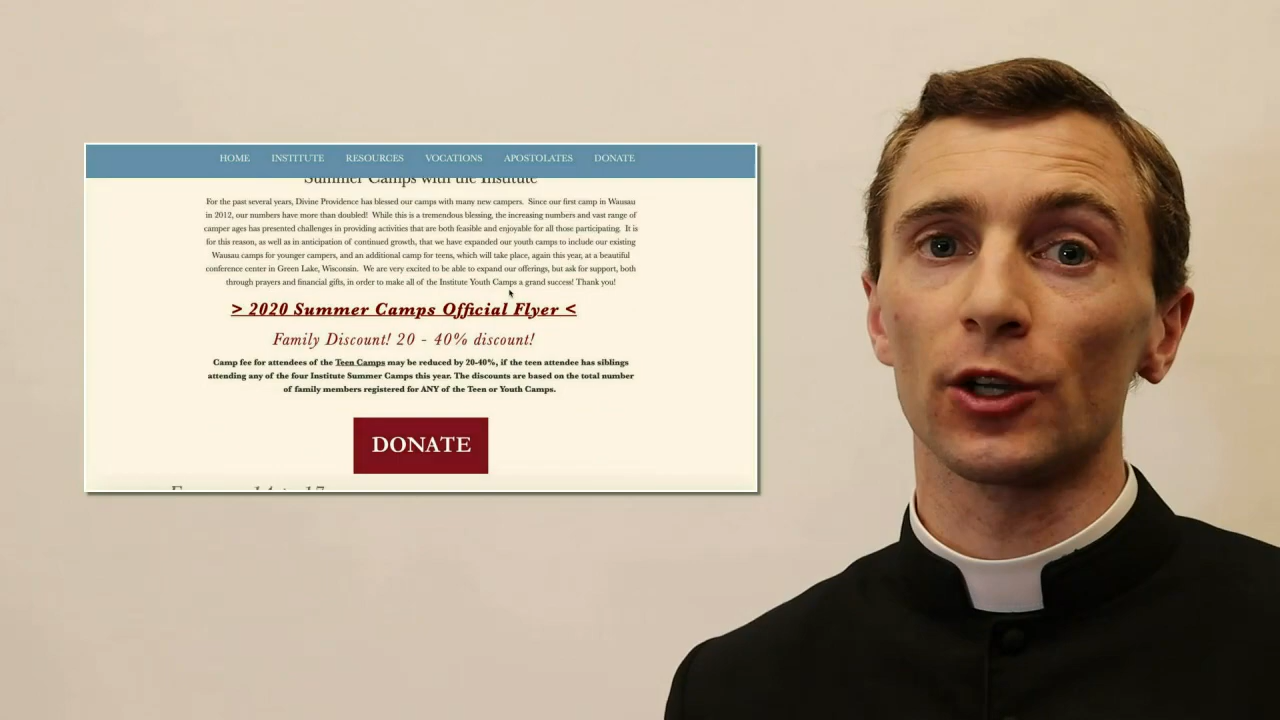 HOME INSTITUTE RESOURCES VOCATIONS APOSTOLATES DONATE
Summer Camps with the Institute
For the past several years, Divine Providence has blessed our camps with many new campers. Since our first camp in Wausau
in 2012, our numbers have more than doubled! While this is a tremendous blessing, the increasing numbers and vast range of
camper ages has presented challenges in providing activities that are both feasible and enjoyable for all those participating. It is
for this reason, as well as in anticipation of continued growth, that we have expanded our youth camps to include our existing
Wausau camps for younger campers, and an additional camp for teens, which will take place, again this year, at a beautiful
conference center in Green Lake, Wisconsin. We are very excited to be able to expand our offerings, but ask for support, both
through prayers and financial gifts, in order to make all of the Institute Youth Camps a grand success! Thank you!
> 2020 Summer Camps Official Flyer <
Family Discount! 20 - 40% discount!
Camp fee for attendees of the Teen Camps may be reduced by 20-40%, if the teen attendee has siblings
attending any of the four Institute Summer Camps this year. The discounts are based on the total number
of family members registered for ANY of the Teen or Youth Camps.
DONATE